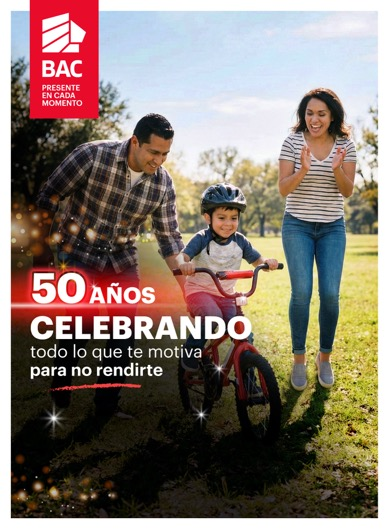 BAC
PRESENTE
EN CADA
MOMENTO
50 AÑOS
CELEBRANDO
todo lo que te motiva
para no rendirte